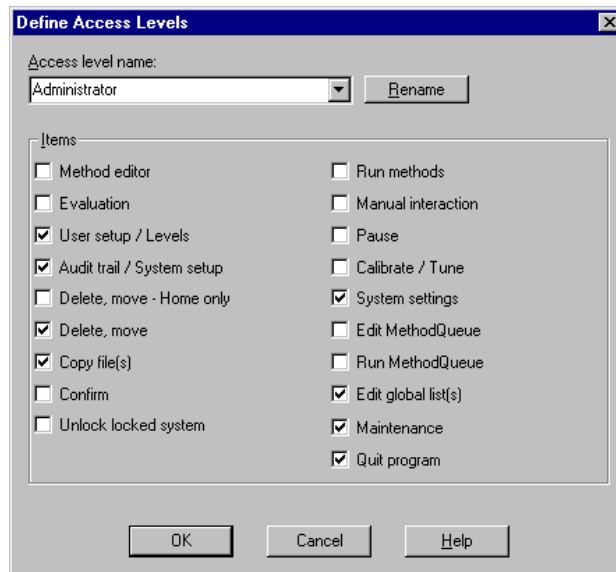 Define Access Levels
Access level name:
Administrator
Rename
Items
Method editor
Evaluation
User setup / Levels
Audit trail / System setup
Delete, move - Home only
Delete, move
Copy file(s)
Confirm
Unlock locked system
Run methods
Manual interaction
Pause
Calibrate / Tune
System settings
Edit MethodQueue
Run MethodQueue
Edit global list(s)
Maintenance
Quit program
OK
Cancel
Help